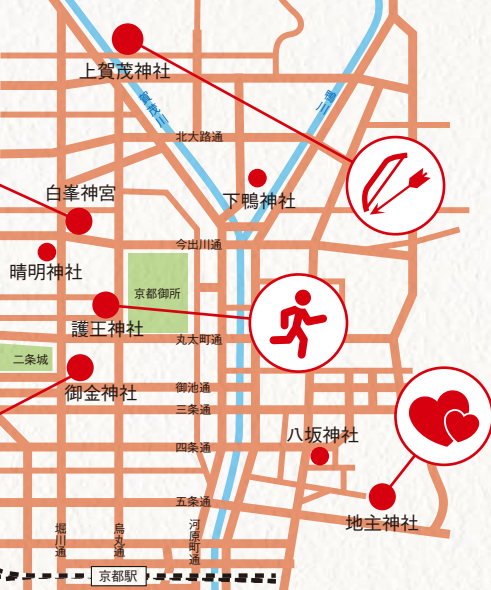 上賀茂神社
賀茂川
鴨川
北大路通
白峯神宮
下鴨神社
今出川通
晴明神社
京都御所
護王神社
丸太町通
二条城
御池通
御金神社
三条通
八坂神社
四条通
五条通
地主神社
堀川通
烏丸通
河原町通
京都駅